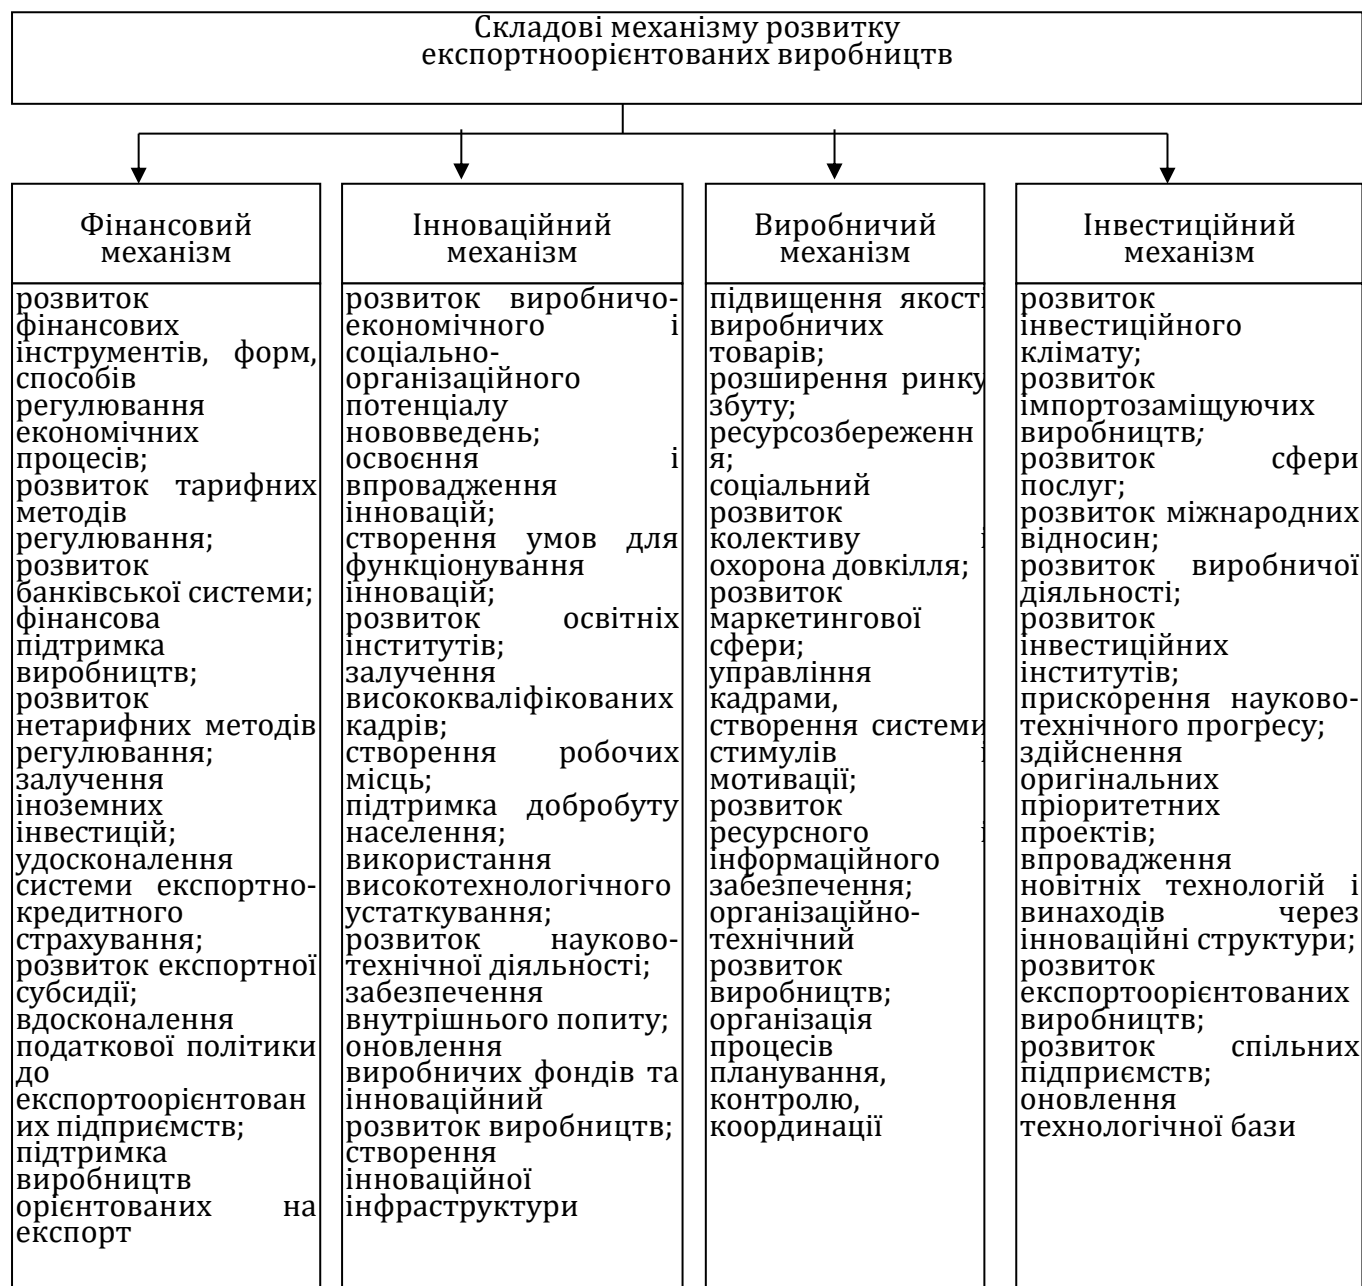 Складові механізму розвитку
експортноорієнтованих виробництв
Фінансовий
механізм
розвиток
фінансових
інструментів, форм,
способів
регулювання
економічних
процесів;
розвиток тарифних
методів
регулювання;
розвиток
банківської системи;
фінансова
підтримка
виробництв;
розвиток
нетарифних методів
регулювання;
залучення
іноземних
інвестицій;
удосконалення
системи експортно-
кредитного
страхування;
розвиток експортної
субсидії;
вдосконалення
податкової політики
до
експортоорієнтован
их підприємств;
підтримка
виробництв
орієнтованих на
експорт
Інноваційний
механізм
розвиток виробничо-
економічного і
соціально-
організаційного
потенціалу
нововведень;
освоєння і
впровадження
інновацій;
створення умов для
функціонування
інновацій;
розвиток освітніх
інститутів;
залучення
висококваліфікованих
кадрів;
створення робочих
місць;
підтримка добробуту
населення;
використання
високотехнологічного
устаткування;
розвиток науково-
технічної діяльності;
забезпечення
внутрішнього попиту;
оновлення
виробничих фондів та
інноваційний
розвиток виробництв;
створення
інноваційної
інфраструктури
Виробничий
механізм
підвищення якості
виробничих
товарів;
розширення ринку
збуту;
ресурсозбереженн
я;
соціальний
розвиток
колективу і
охорона довкілля;
розвиток
маркетингової
сфери;
управління
кадрами,
створення системи
стимулів і
мотивації;
розвиток
ресурсного і
інформаційного
забезпечення;
організаційно-
технічний
розвиток
виробництв;
організація
процесів
планування,
контролю,
координації
Інвестиційний
механізм
розвиток
інвестиційного
клімату;
розвиток
імпортозаміщуючих
виробництв;
розвиток сфери
послуг;
розвиток міжнародних
відносин;
розвиток виробничої
діяльності;
розвиток
інвестиційних
інститутів;
прискорення науково-
технічного прогресу;
здійснення
оригінальних
пріоритетних
проектів;
впровадження
новітніх технологій і
винаходів через
інноваційні структури;
розвиток
експортоорієнтованих
виробництв;
розвиток спільних
підприємств;
оновлення
технологічної бази